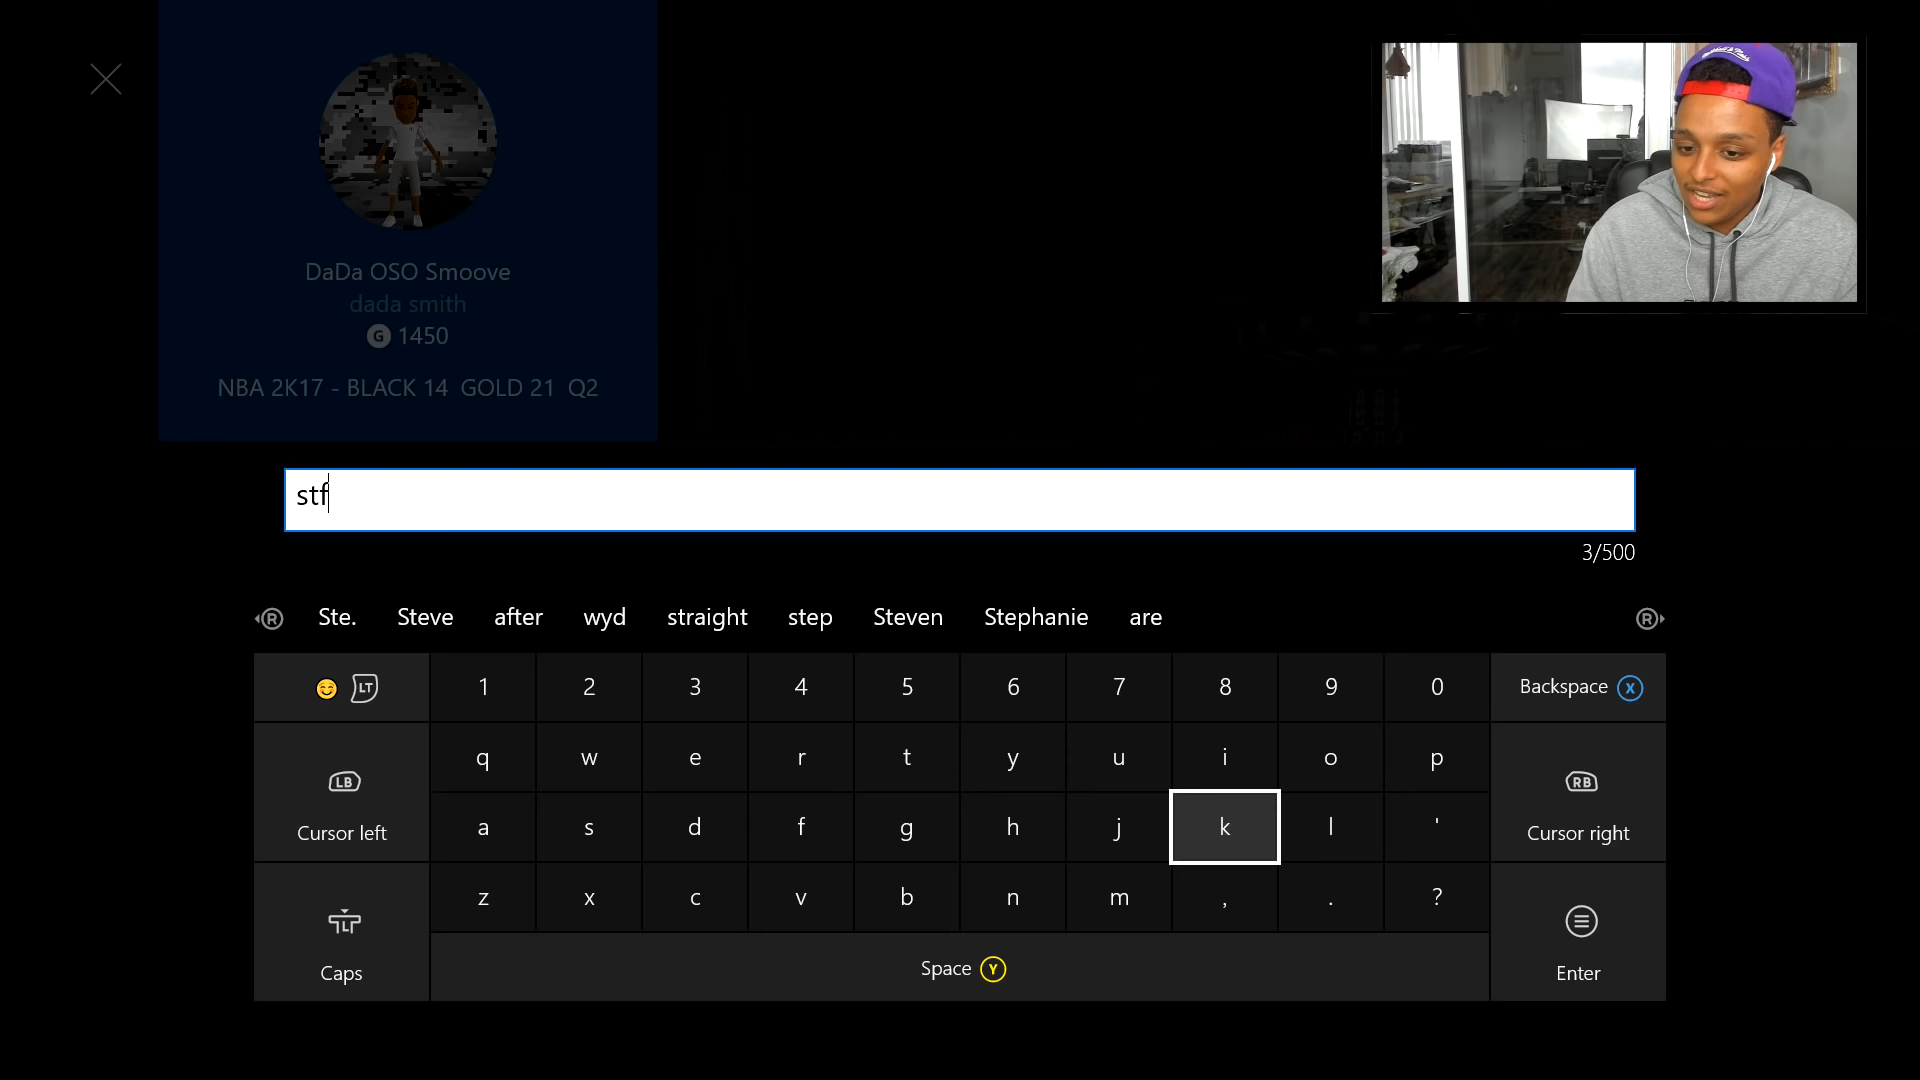 DaDa OSO Smoove
dada smith
G 1450
NBA 2K17 - BLACK 14 GOLD 21 Q2
stf
3/500
R Ste. Steve after wyd straight step Steven Stephanie are R
LT 1 2 3 4 5 6 7 8 9 0 Backspace X
q w e r t y u i o p
LB RB
Cursor left a s d f g h j k l ' Cursor right
z x c v b n m , . ?
LT
Caps Space Y Enter